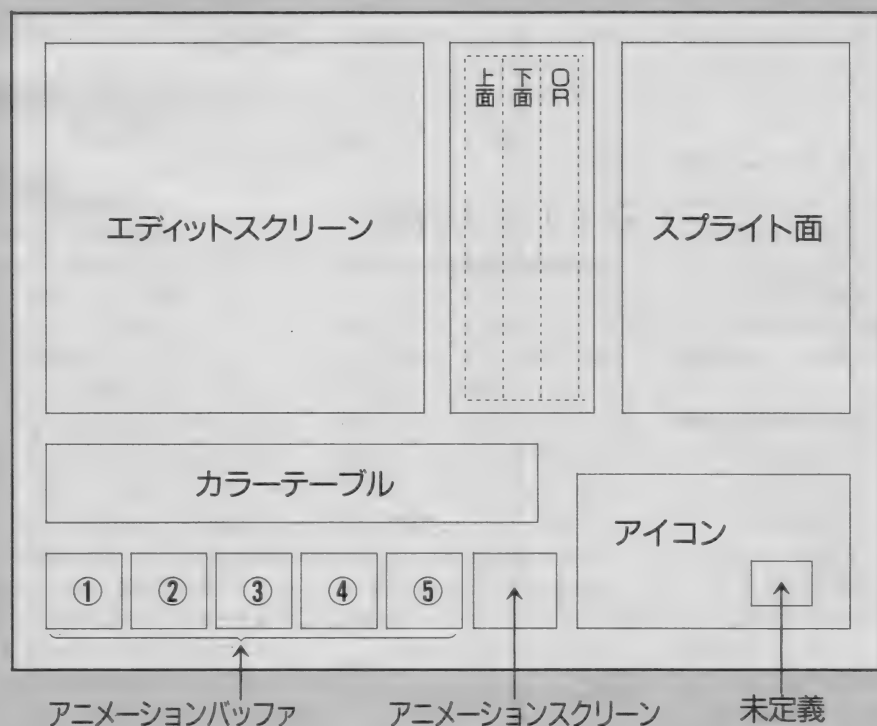 上面
下面
OR
エディットスクリーン
スプライト面
カラーテーブル
アイコン
① ② ③ ④ ⑤
アニメーションバッファ
アニメーションスクリーン
未定義